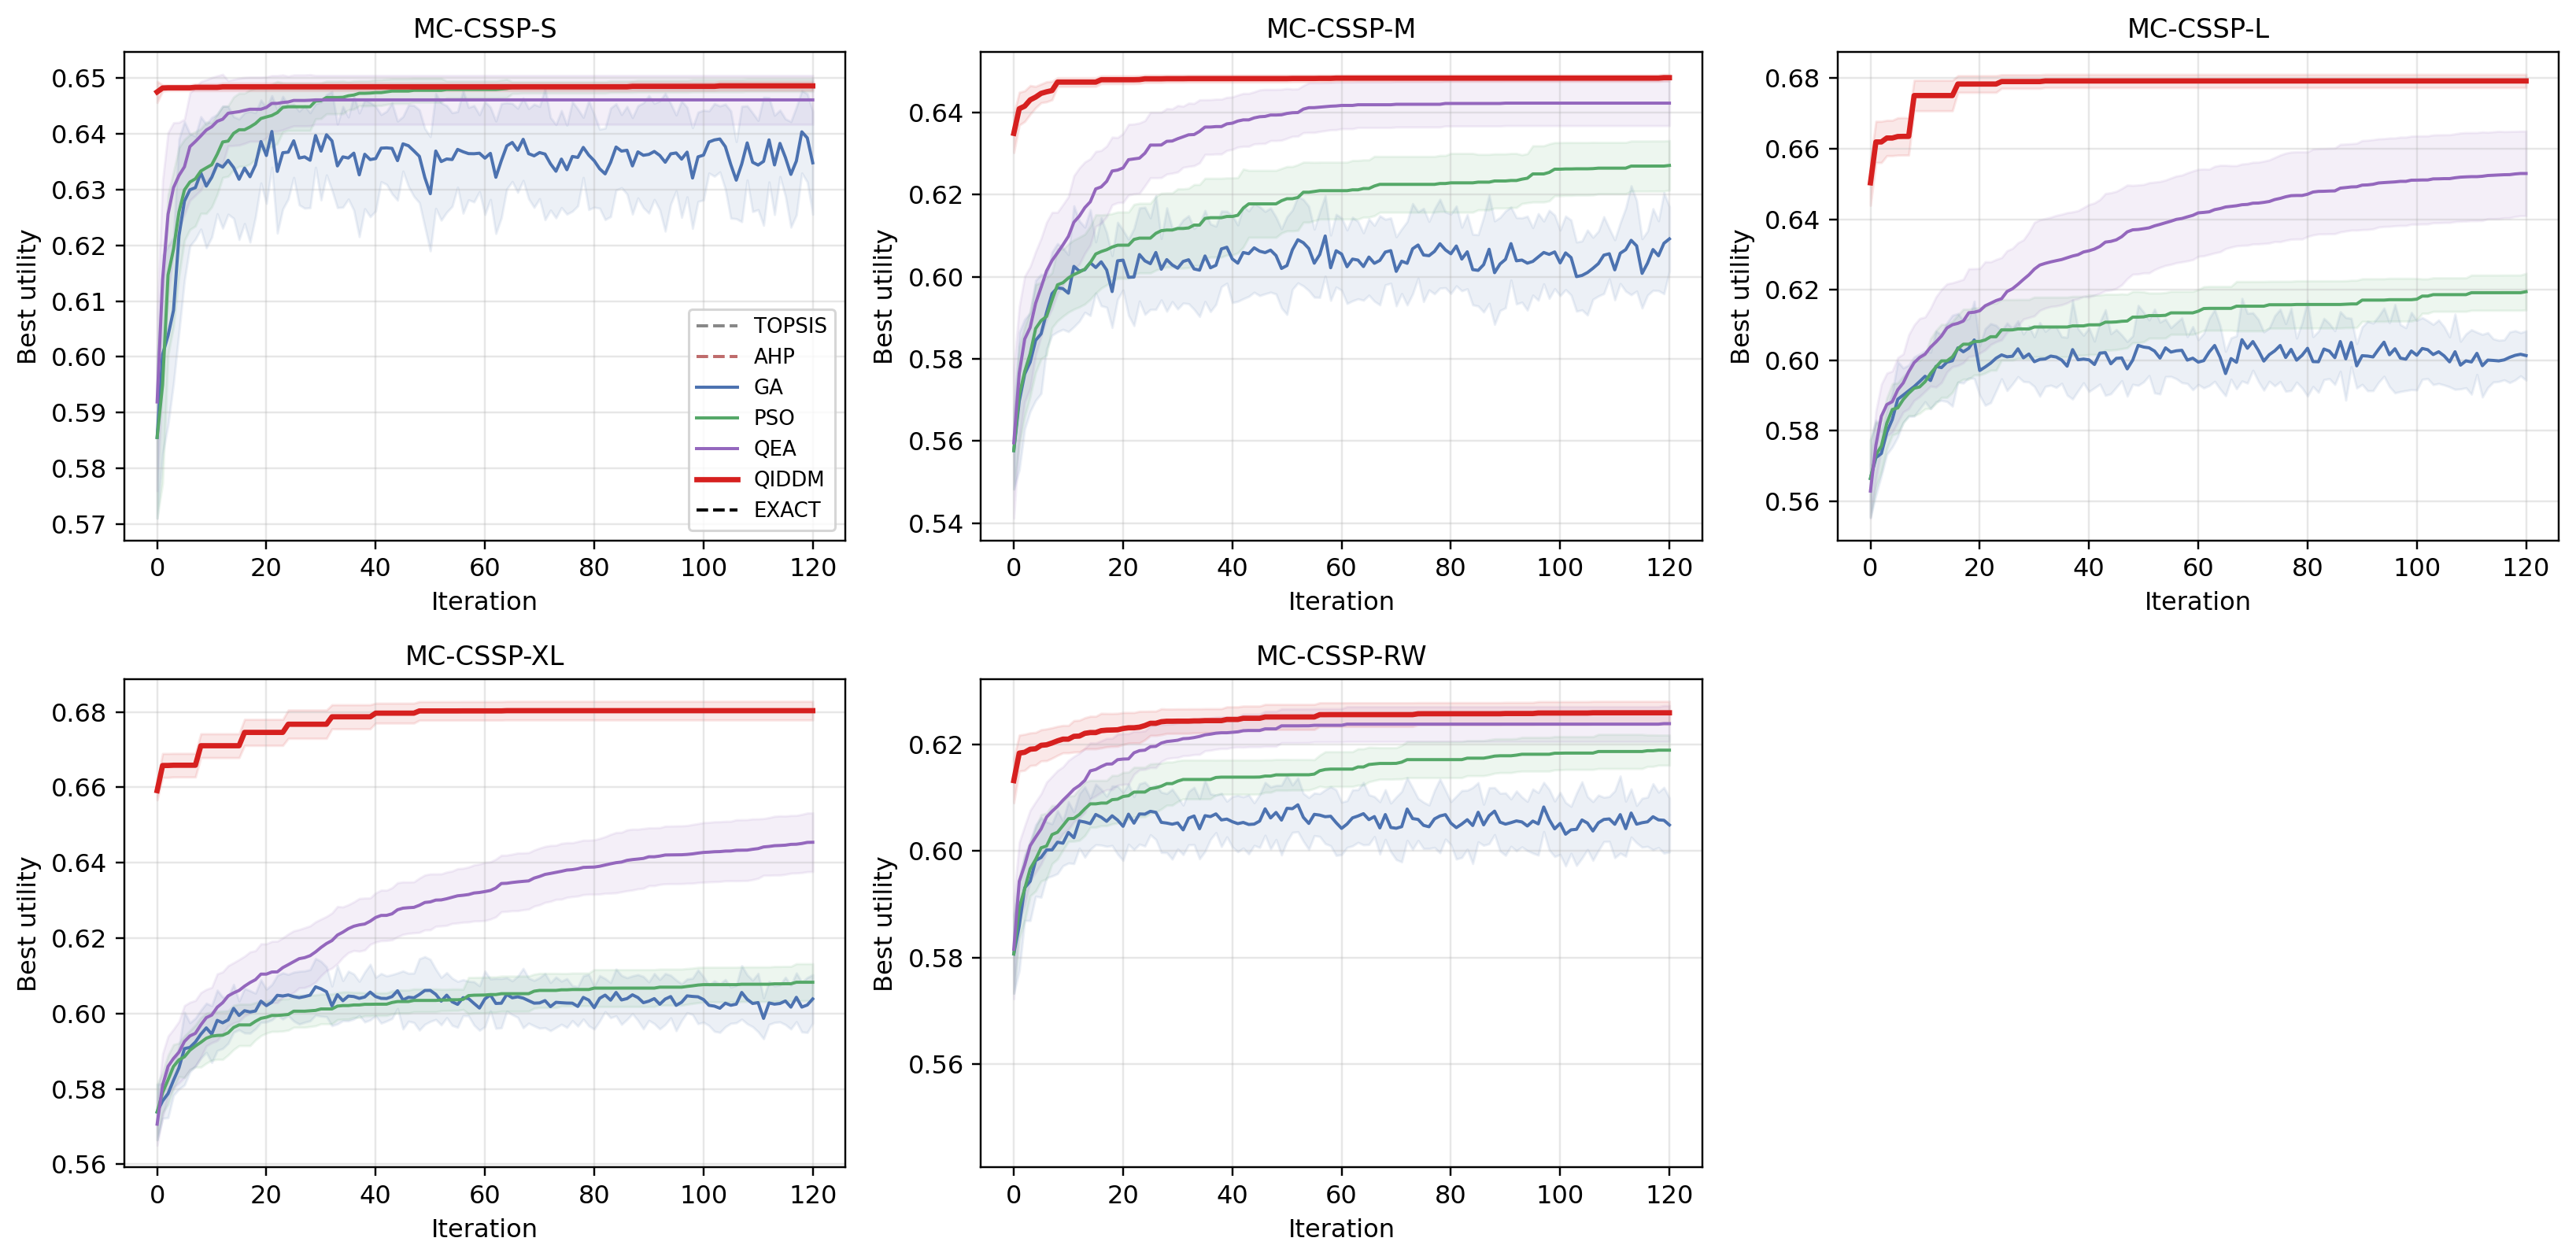 MC-CSSP-S
0.65
0.64
0.63
0.62
0.61
0.60
0.59
0.58
0.57
Best utility
TOPSIS
AHP
GA
PSO
QEA
QIDDM
EXACT
0 20 40 60 80 100 120
Iteration
MC-CSSP-M
0.64
0.62
0.60
0.58
0.56
0.54
Best utility
0 20 40 60 80 100 120
Iteration
MC-CSSP-L
0.68
0.66
0.64
0.62
0.60
0.58
0.56
Best utility
0 20 40 60 80 100 120
Iteration
MC-CSSP-XL
0.68
0.66
0.64
0.62
0.60
0.58
0.56
Best utility
0 20 40 60 80 100 120
Iteration
MC-CSSP-RW
0.62
0.60
0.58
0.56
Best utility
0 20 40 60 80 100 120
Iteration